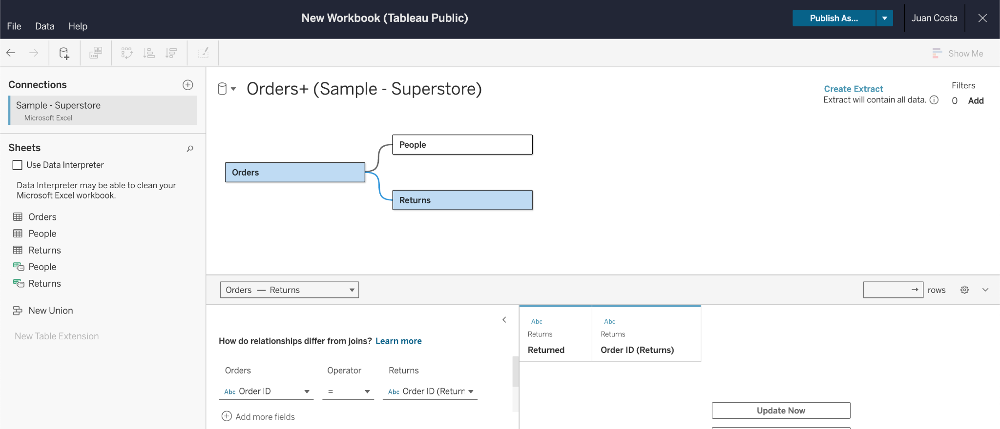 New Workbook (Tableau Public)
Publish As...
Juan Costa
File Data Help
Show Me
Connections
Sample - Superstore
Microsoft Excel
Sheets
Use Data Interpreter
Data Interpreter may be able to clean your
Microsoft Excel workbook.
Orders
People
Returns
People
Returns
New Union
New Table Extension
Orders+ (Sample - Superstore)
Create Extract
Extract will contain all data.
Filters
0 Add
People
Orders
Returns
Orders — Returns
rows
How do relationships differ from joins? Learn more
Orders Operator Returns
Abc Order ID = Abc Order ID (Returr
Add more fields
Abc
Returns
Returned
Abc
Returns
Order ID (Returns)
Update Now